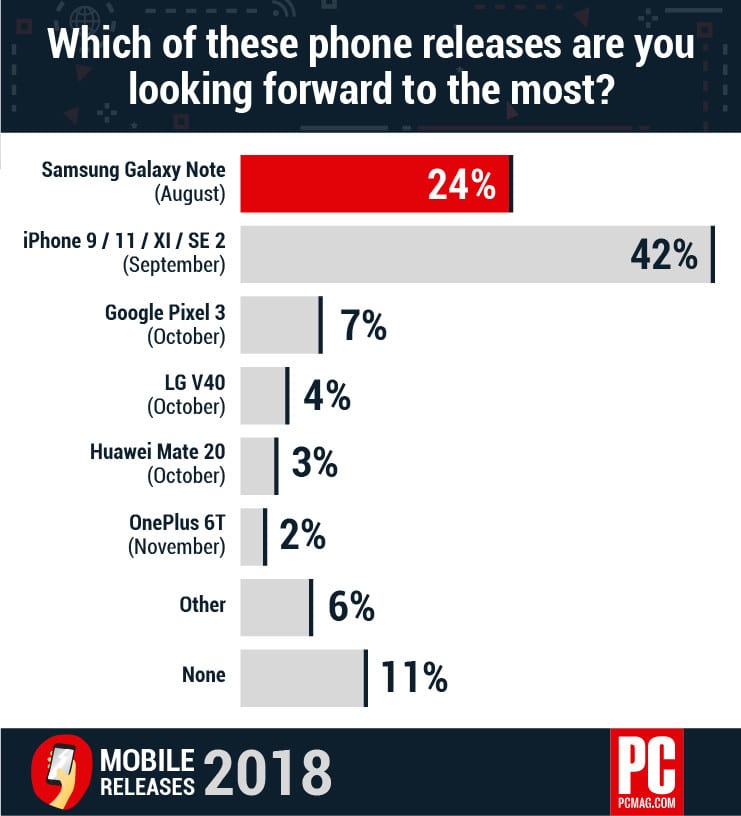 Which of these phone releases are you
looking forward to the most?
Samsung Galaxy Note
(August)
24%
iPhone 9 / 11 / XI / SE 2
(September)
42%
Google Pixel 3
(October)
7%
LG V40
(October)
4%
Huawei Mate 20
(October)
3%
OnePlus 6T
(November)
2%
Other
6%
None
11%
MOBILE
RELEASES
2018
PC
PCMAG.COM